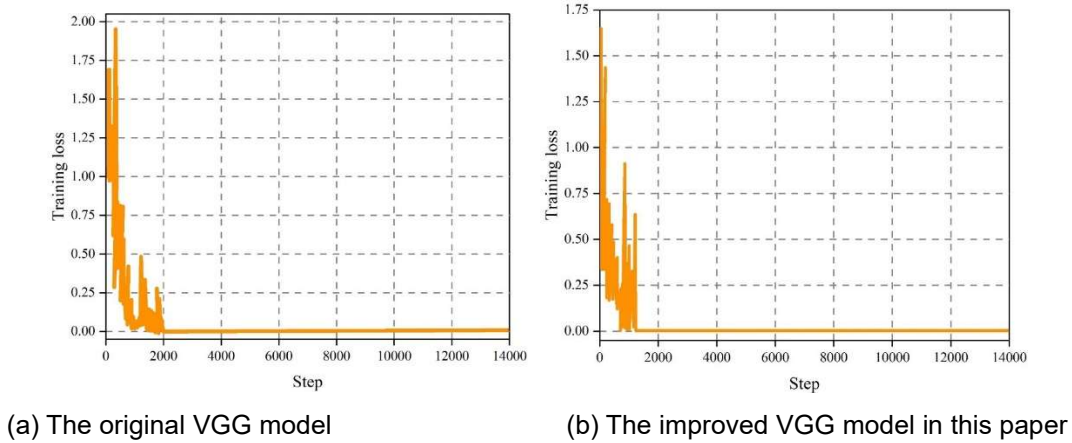 2.00
1.75
1.50
1.25
1.00
0.75
0.50
0.25
0.00
Training loss
0 2000 4000 6000 8000 10000 12000 14000
Step
(a) The original VGG model
1.75
1.50
1.25
1.00
0.75
0.50
0.25
0.00
Training loss
0 2000 4000 6000 8000 10000 12000 14000
Step
(b) The improved VGG model in this paper